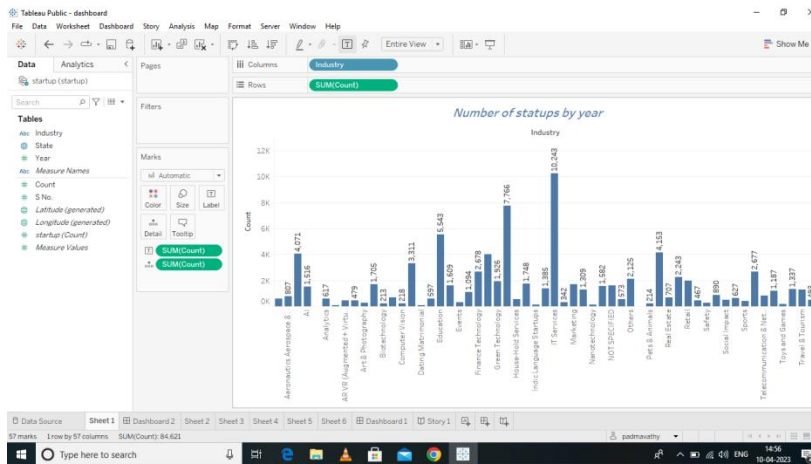 Tableau Public - dashboard
File Data Worksheet Dashboard Story Analysis Map Format Server Window Help
Entire View
Show Me
Data Analytics
startup (startup)
Search
Tables
Abc Industry
State
# Year
Abc Measure Names
# Count
# S No.
Latitude (generated)
Longitude (generated)
# startup (Count)
# Measure Values
Pages
Filters
Marks
Automatic
Color Size Label
Detail Tooltip
SUM(Count)
SUM(Count)
Columns Industry
Rows SUM(Count)
Number of statups by year
Industry
Count
12K
10K
8K
6K
4K
2K
0K
807
4,071
1,516
617
479
1,705
213
218
3,311
597
5,543
1,609
1,094
2,678
1,926
7,766
1,748
1,385
10,243
342
1,309
1,582
573
2,125
214
4,153
707
2,243
467
890
627
2,677
1,187
1,337
Aeronautics Aerospace &
AI
Analytics
AR VR (Augmented + Virtu..
Art & Photography
Biotechnology
Computer Vision
Dating Matrimonial
Education
Events
Finance Technology
Green Technology
House-Hold Services
Indic Language Startups
IT Services
Marketing
Nanotechnology
NOT SPECIFIED
Others
Pets & Animals
Real Estate
Retail
Safety
Social Impact
Sports
Telecommunication & Net..
Toys and Games
Travel & Tourism
Data Source Sheet 1 Dashboard 2 Sheet 2 Sheet 3 Sheet 4 Sheet 5 Sheet 6 Dashboard 1 Story 1
57 marks 1 row by 57 columns SUM(Count): 84,621
padmavathy
Type here to search
ENG
14:56
10-04-2023